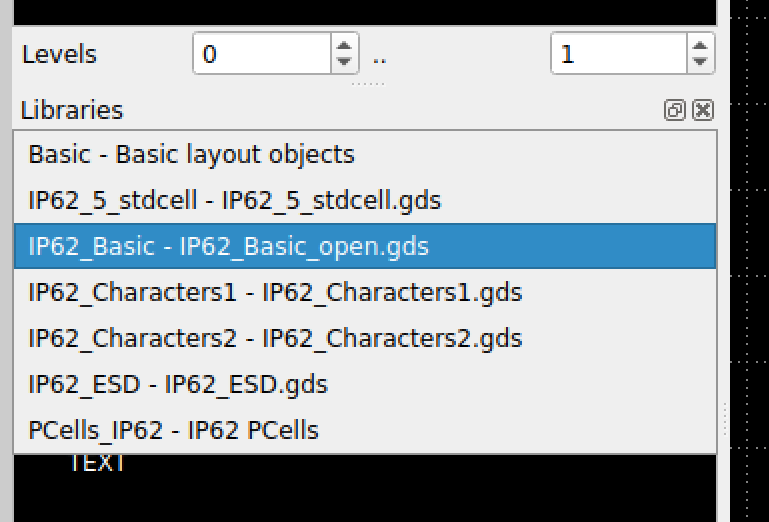 Levels 0 .. 1
Libraries
Basic - Basic layout objects
IP62_5_stdcell - IP62_5_stdcell.gds
IP62_Basic - IP62_Basic_open.gds
IP62_Characters1 - IP62_Characters1.gds
IP62_Characters2 - IP62_Characters2.gds
IP62_ESD - IP62_ESD.gds
PCells_IP62 - IP62 PCells
TEXT